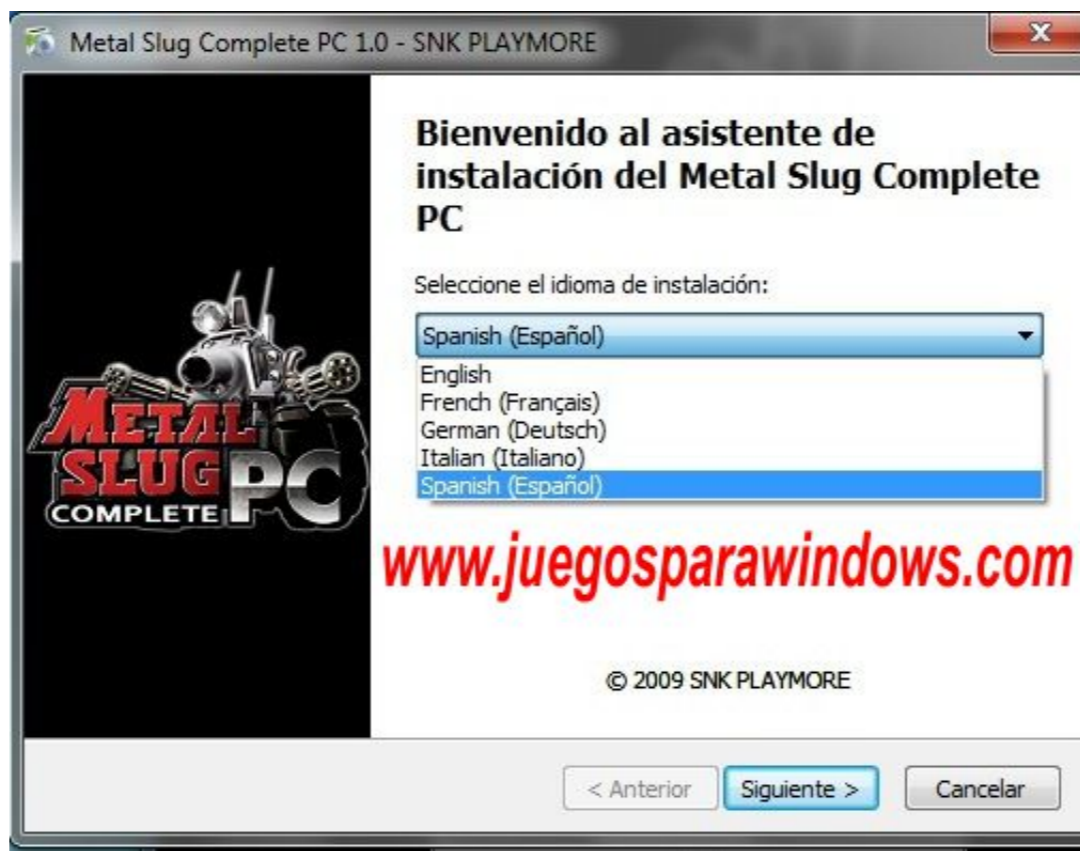 Metal Slug Complete PC 1.0 - SNK PLAYMORE
Bienvenido al asistente de
instalación del Metal Slug Complete
PC
Seleccione el idioma de instalación:
Spanish (Español)
English
French (Français)
German (Deutsch)
Italian (Italiano)
Spanish (Español)
METAL
SLUG
COMPLETE PC
www.juegosparawindows.com
© 2009 SNK PLAYMORE
< Anterior Siguiente > Cancelar